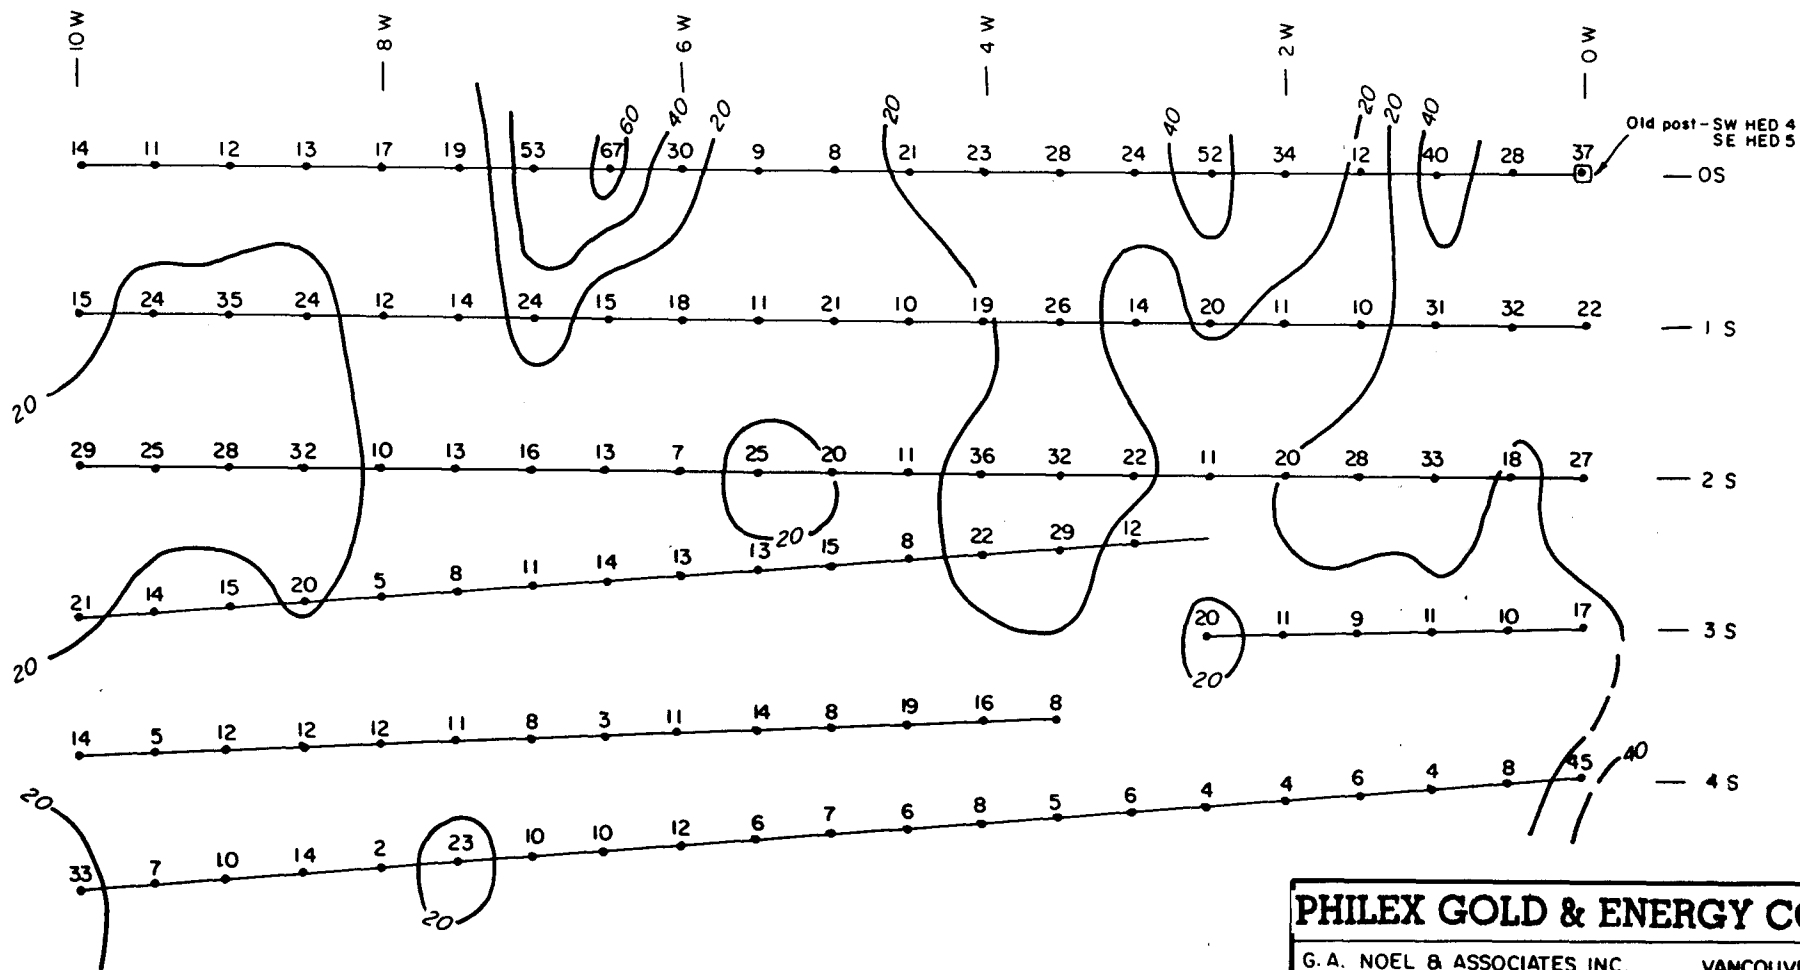 10 W 8 W 6 W 4 W 2 W 0 W
60 40 20 20 40 20 20 40
Old post - SW HED 4
SE HED 5
14 11 12 13 17 19 53 67 30 9 8 21 23 28 24 52 34 12 40 28 37
0S
15 24 35 24 12 14 24 15 18 11 21 10 19 26 14 20 11 10 31 32 22
1 S
20
29 25 28 32 10 13 16 13 7 25 20 11 36 32 22 11 20 28 33 18 27
2 S
20
21 14 15 20 5 8 11 14 13 13 15 8 22 29 12
20 11 9 11 10 17
3 S
20
20
14 5 12 12 12 11 8 3 11 14 8 19 16 8
40
20
33 7 10 14 2 23 10 10 12 6 7 6 8 5 6 4 4 6 4 8 45
4 S
20
PHILEX GOLD & ENERGY CO
G. A. NOEL & ASSOCIATES INC. VANCOUVE